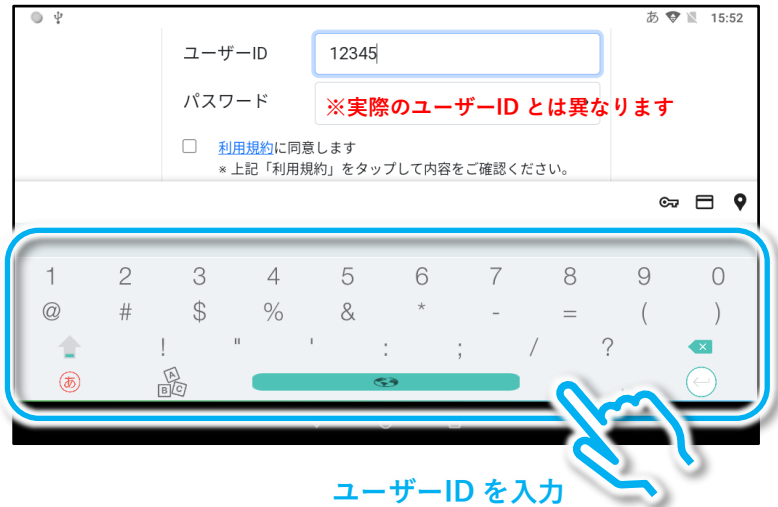 あ 15:52
ユーザーID 12345
パスワード
※実際のユーザーID とは異なります
利用規約に同意します
※ 上記「利用規約」をタップして内容をご確認ください。
1 2 3 4 5 6 7 8 9 0
@ # $ % & * - = ( )
! " ' : ; / ?
あ A B C
ユーザーID を入力